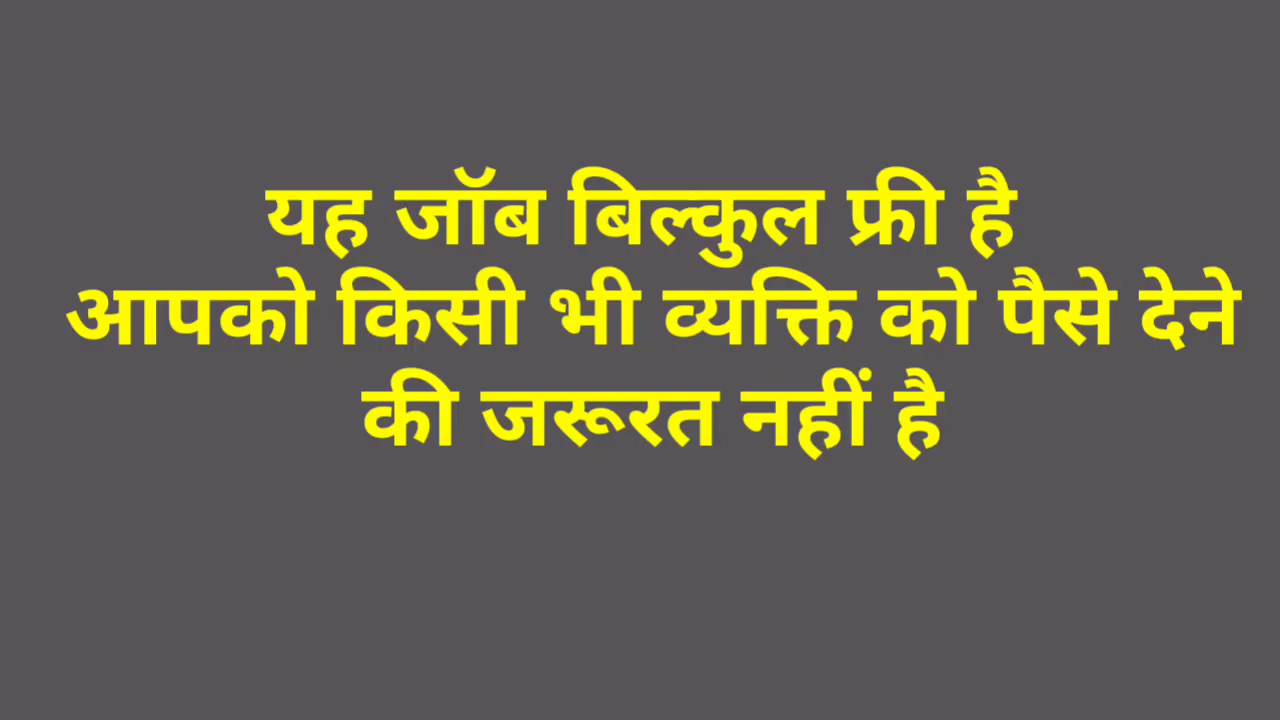 यह जॉब बिल्कुल फ्री है
आपको किसी भी व्यक्ति को पैसे देने
की जरूरत नहीं है